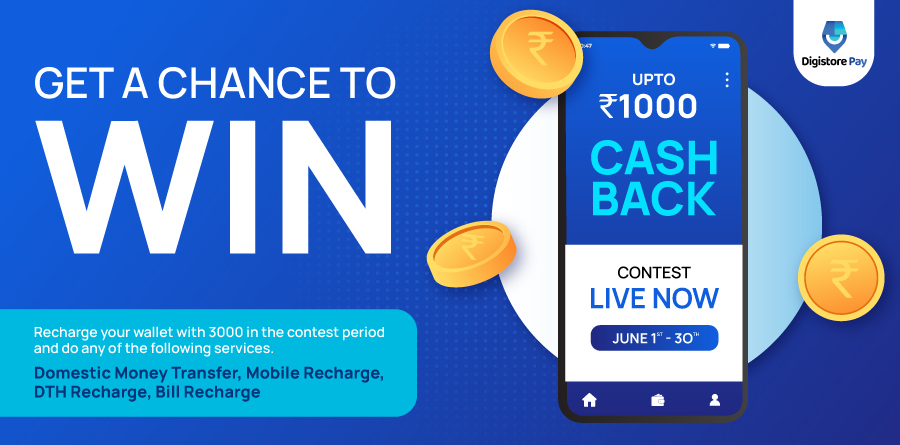 GET A CHANCE TO
WIN
Recharge your wallet with 3000 in the contest period
and do any of the following services.
Domestic Money Transfer, Mobile Recharge,
DTH Recharge, Bill Recharge
UPTO
₹1000
CASH
BACK
CONTEST
LIVE NOW
JUNE 1ST - 30TH
Digistore Pay
₹
₹
₹